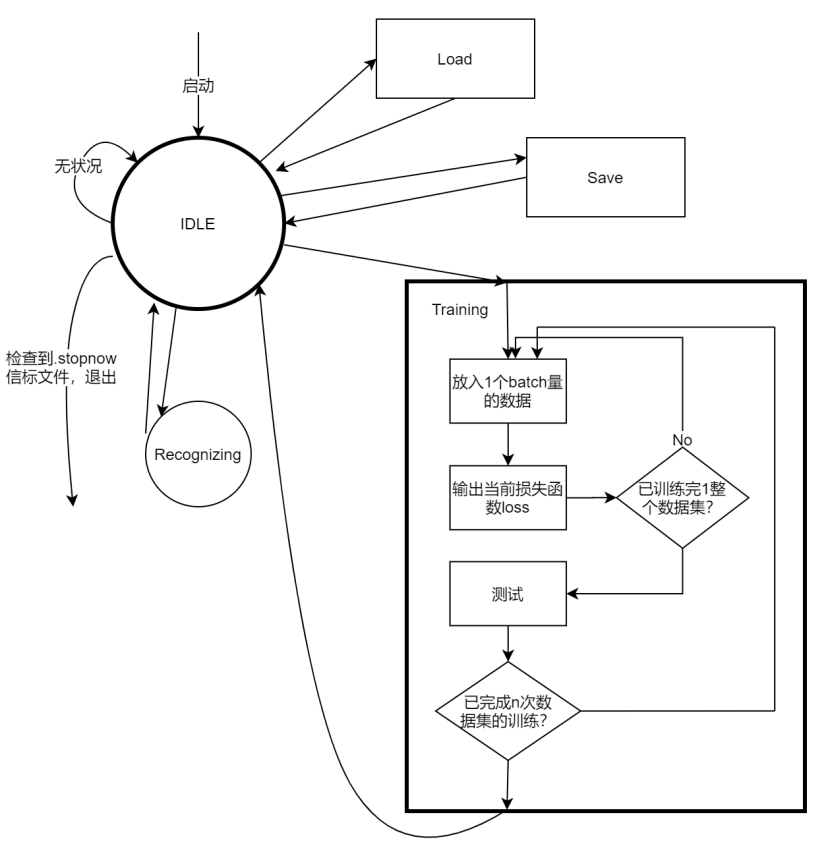 启动
Load
无状况
Save
IDLE
Training
检查到.stopnow
信标文件，退出
放入1个batch量
的数据
Recognizing
No
输出当前损失函
数loss
已训练完1整
个数据集？
测试
已完成n次数
据集的训练？